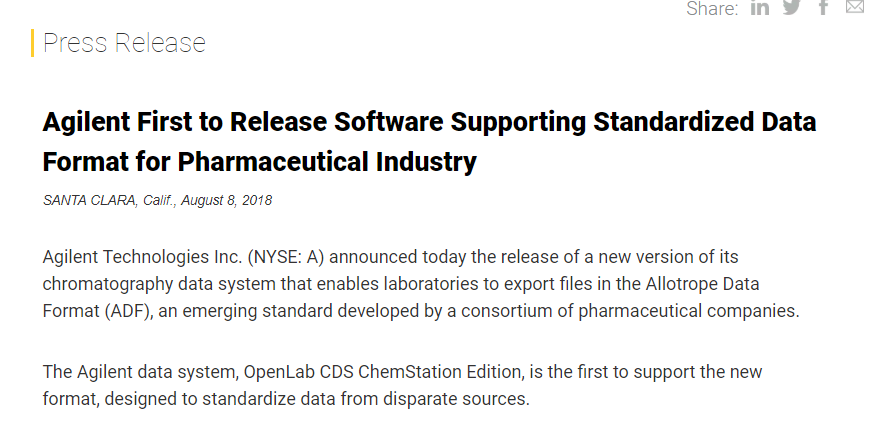 Share:
Press Release
Agilent First to Release Software Supporting Standardized Data
Format for Pharmaceutical Industry
SANTA CLARA, Calif., August 8, 2018
Agilent Technologies Inc. (NYSE: A) announced today the release of a new version of its
chromatography data system that enables laboratories to export files in the Allotrope Data
Format (ADF), an emerging standard developed by a consortium of pharmaceutical companies.
The Agilent data system, OpenLab CDS ChemStation Edition, is the first to support the new
format, designed to standardize data from disparate sources.